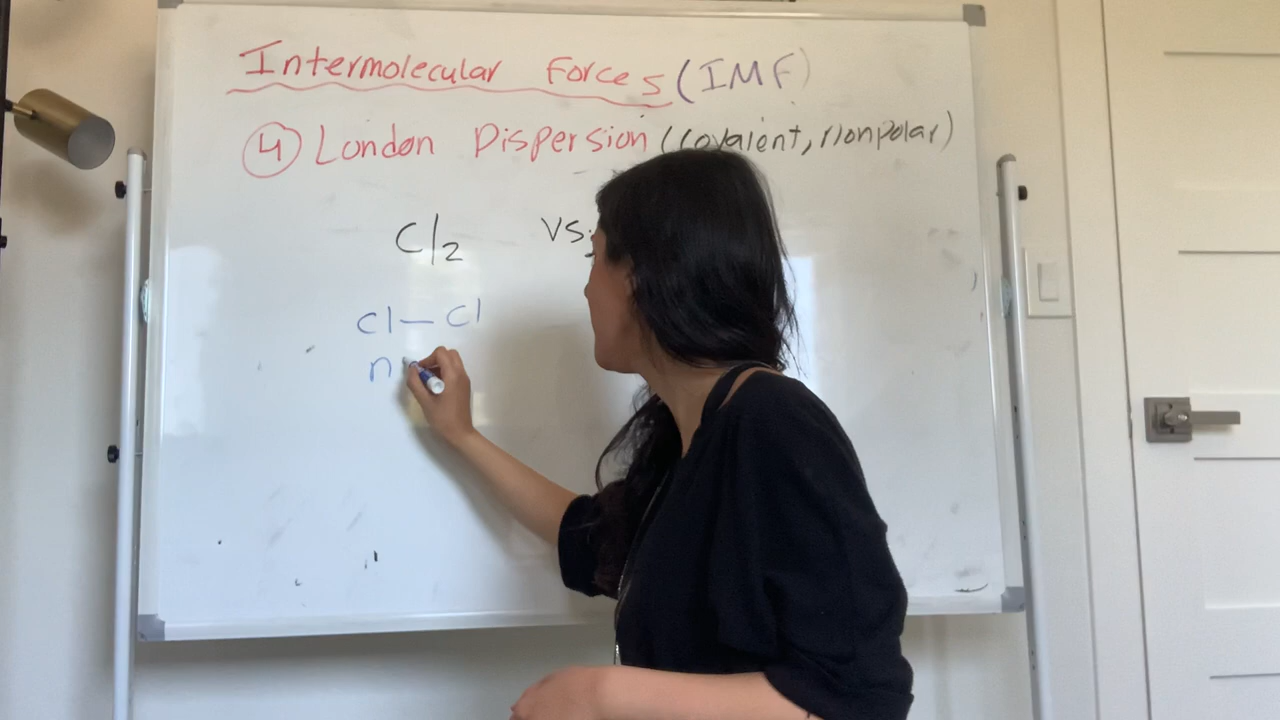 Intermolecular Forces (IMF)
4 London Dispersion (covalent, nonpolar)
Cl2 vs.
Cl—Cl
n